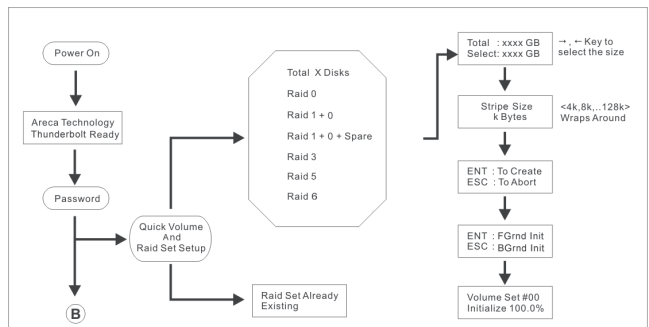 Power On
Areca Technology
Thunderbolt Ready
Password
B
Quick Volume
And
Raid Set Setup
Total X Disks
Raid 0
Raid 1 + 0
Raid 1 + 0 + Spare
Raid 3
Raid 5
Raid 6
Raid Set Already
Existing
Total : xxxx GB
Select: xxxx GB
→ , ← Key to
select the size
Stripe Size
k Bytes
<4k,8k,..128k>
Wraps Around
ENT : To Create
ESC : To Abort
ENT : FGrnd Init
ESC : BGrnd Init
Volume Set #00
Initialize 100.0%